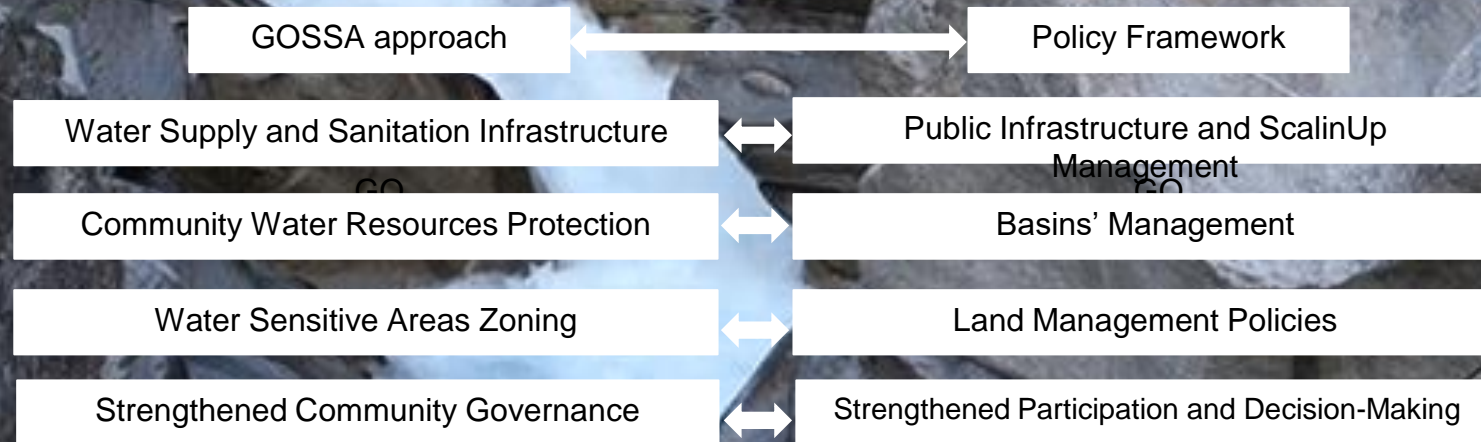 GOSSA approach
Policy Framework
Water Supply and Sanitation Infrastructure
Public Infrastructure and ScalinUp
Management
GO
GO
Community Water Resources Protection
Basins’ Management
Water Sensitive Areas Zoning
Land Management Policies
Strengthened Community Governance
Strengthened Participation and Decision-Making